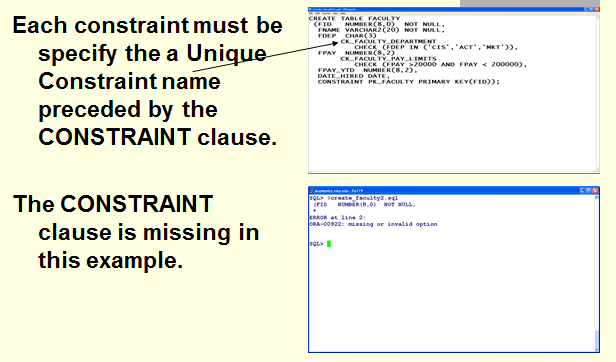 Each constraint must be
specify the a Unique
Constraint name
preceded by the
CONSTRAINT clause.
CREATE TABLE FACULTY
(FID NUMBER(8,0) NOT NULL,
FNAME VARCHAR2(20) NOT NULL,
FDEP CHAR(3)
CK_FACULTY_DEPARTMENT
CHECK (FDEP IN ('CIS','ACT','MKT')),
FPAY NUMBER(8,2)
CK_FACULTY_PAY_LIMITS
CHECK (FPAY >20000 AND FPAY < 200000),
FPAY_YTD NUMBER(8,2),
DATE_HIRED DATE,
CONSTRAINT PK_FACULTY PRIMARY KEY(FID));
The CONSTRAINT
clause is missing in
this example.
academics.rmu.edu - PuTTY
SQL> @create_faculty2.sql
(FID NUMBER(8,0) NOT NULL,
*
ERROR at line 2:
ORA-00922: missing or invalid option
SQL>